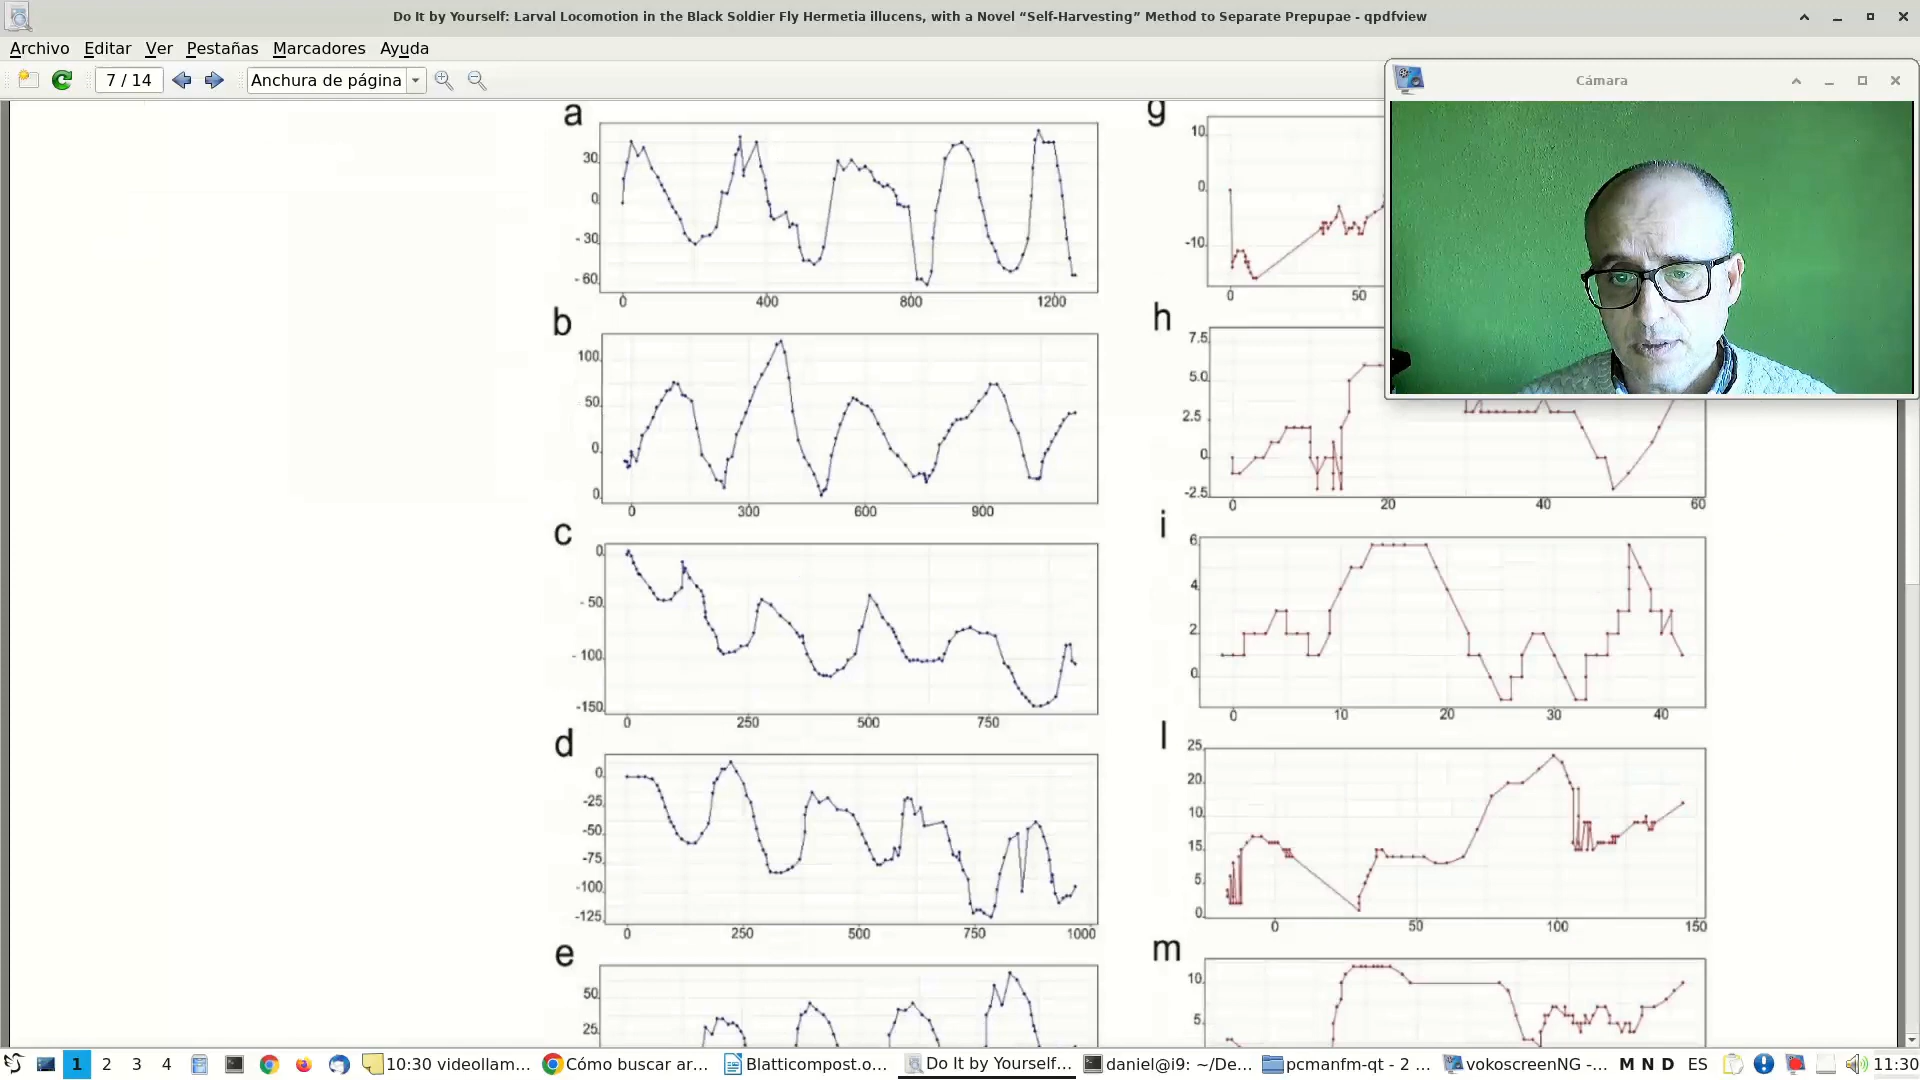 Do It by Yourself: Larval Locomotion in the Black Soldier Fly Hermetia illucens, with a Novel “Self-Harvesting” Method to Separate Prepupae - qpdfview
Archivo Editar Ver Pestañas Marcadores Ayuda
7 / 14 Anchura de página
Cámara
a
30
0
- 30
- 60
0 400 800 1200
b
100
50
0
0
0 300 600 900
c
0
- 50
- 100
-150
0 250 500 750
d
0
-25
-50
-75
-100
-125
0 250 500 750 1000
e
50
25
g
10
0
-10
0 50
h
7.5
5.0
2.5
0
-2.5
0 20 40 60
i
6
4
2
0
0 10 20 30 40
l
25
20
10
15
5
0
0 50 100 150
m
10
5
1 2 3 4 10:30 videollam... Cómo buscar ar... Blatticompost.o... Do It by Yourself... daniel@i9: ~/De... pcmanfm-qt - 2 ... vokoscreenNG -... M N D ES 11:30